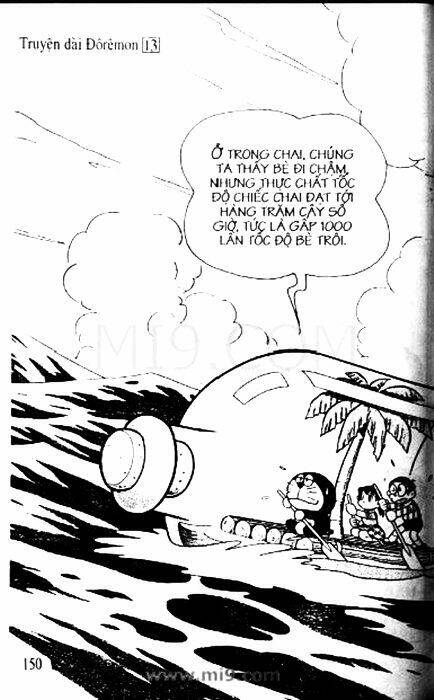 Truyện dài Đôrêmon 13
Ở TRONG CHAI, CHÚNG
TA THẤY BÈ ĐI CHẬM,
NHƯNG THỰC CHẤT TỐC
ĐỘ CHIẾC CHAI ĐẠT TỚI
HÀNG TRĂM CÂY SỐ
GIỜ, TỨC LÀ GẤP 1000
LẦN TỐC ĐỘ BÈ TRÔI.
MI9.COM
150
www.mi9.com